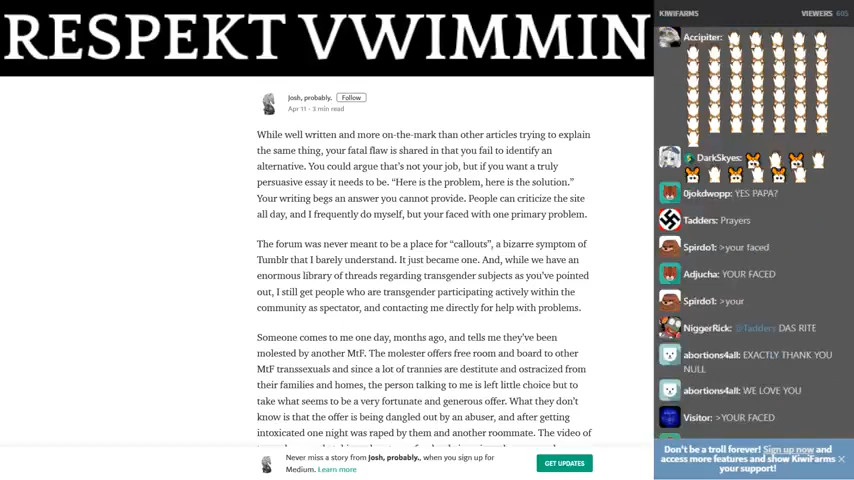 RESPEKT VWIMMIN
Josh, probably. Follow
Apr 11 · 3 min read
While well written and more on-the-mark than other articles trying to explain
the same thing, your fatal flaw is shared in that you fail to identify an
alternative. You could argue that's not your job, but if you want a truly
persuasive essay it needs to be. “Here is the problem, here is the solution.”
Your writing begs an answer you cannot provide. People can criticize the site
all day, and I frequently do myself, but your faced with one primary problem.
The forum was never meant to be a place for “callouts”, a bizarre symptom of
Tumblr that I barely understand. It just became one. And, while we have an
enormous library of threads regarding transgender subjects as you've pointed
out, I still get people who are transgender participating actively within the
community as spectator, and contacting me directly for help with problems.
Someone comes to me one day, months ago, and tells me they've been
molested by another MtF. The molester offers free room and board to other
MtF transsexuals and since a lot of trannies are destitute and ostracized from
their families and homes, the person talking to me is left little choice but to
take what seems to be a very fortunate and generous offer. What they don't
know is that the offer is being dangled out by an abuser, and after getting
intoxicated one night was raped by them and another roommate. The video of
Never miss a story from Josh, probably., when you sign up for
Medium. Learn more
GET UPDATES
KIWIFARMS VIEWERS 605
Accipiter:
DarkSkyes:
0jokdwopp: YES PAPA?
Tadders: Prayers
Spirdo1: >your faced
Adjucha: YOUR FACED
Spirdo1: >your
NiggerRick: @Tadders DAS RITE
abortions4all: EXACTLY THANK YOU
NULL
abortions4all: WE LOVE YOU
Visitor: >YOUR FACED
Don't be a troll forever! Sign up now and
access more features and show KiwiFarms
your support!